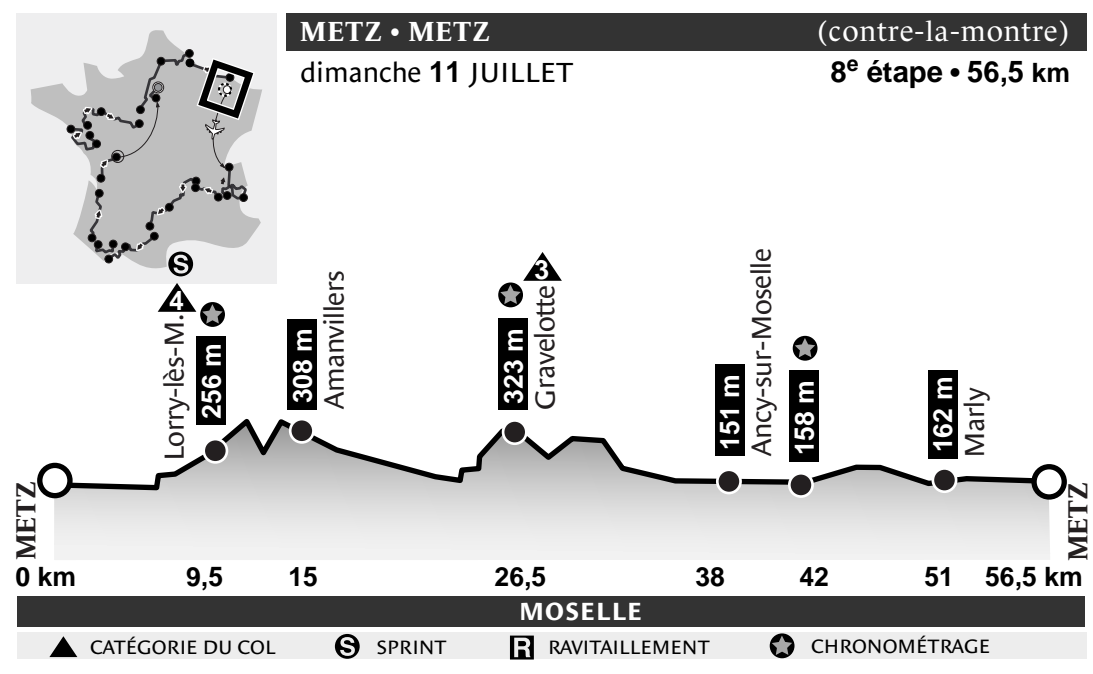 METZ • METZ (contre-la-montre)
dimanche 11 JUILLET 8e étape • 56,5 km
S
4
Lorry-lès-M.
256 m
308 m
Amanvillers
3
323 m
Gravelotte
151 m
Ancy-sur-Moselle
158 m
162 m
Marly
METZ
METZ
0 km 9,5 15 26,5 38 42 51 56,5 km
MOSELLE
CATÉGORIE DU COL S SPRINT R RAVITAILLEMENT CHRONOMÉTRAGE